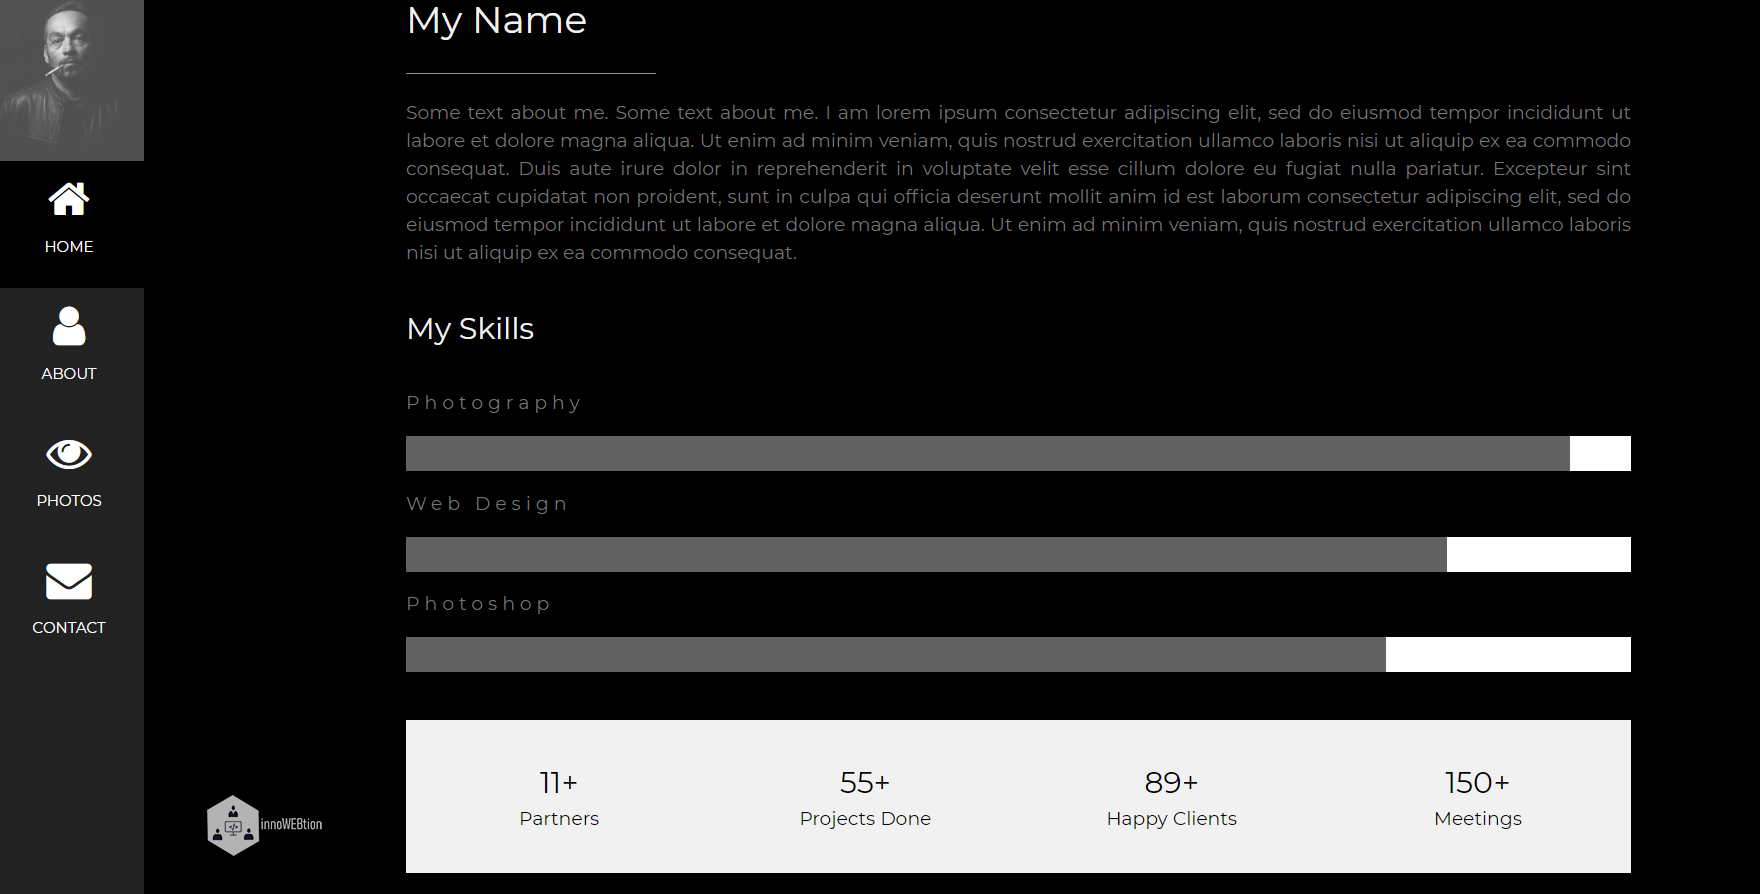 My Name
Some text about me. Some text about me. I am lorem ipsum consectetur adipiscing elit, sed do eiusmod tempor incididunt ut
labore et dolore magna aliqua. Ut enim ad minim veniam, quis nostrud exercitation ullamco laboris nisi ut aliquip ex ea commodo
consequat. Duis aute irure dolor in reprehenderit in voluptate velit esse cillum dolore eu fugiat nulla pariatur. Excepteur sint
occaecat cupidatat non proident, sunt in culpa qui officia deserunt mollit anim id est laborum consectetur adipiscing elit, sed do
eiusmod tempor incididunt ut labore et dolore magna aliqua. Ut enim ad minim veniam, quis nostrud exercitation ullamco laboris
nisi ut aliquip ex ea commodo consequat.
HOME
ABOUT
PHOTOS
CONTACT
My Skills
Photography
Web Design
Photoshop
11+
Partners
55+
Projects Done
89+
Happy Clients
150+
Meetings
</> innoWEBtion